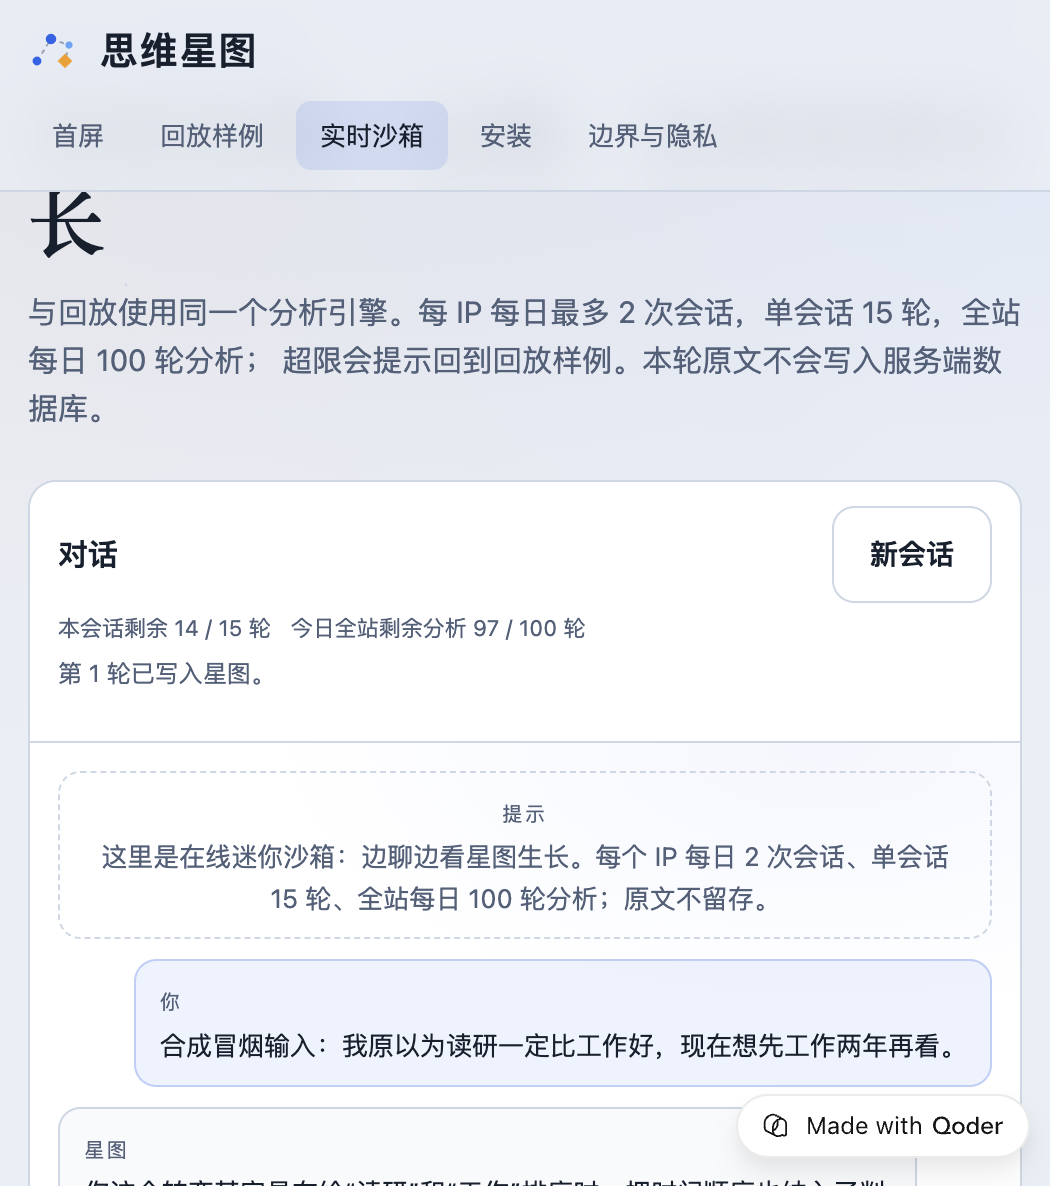 思维星图
首屏 回放样例 实时沙箱 安装 边界与隐私
长
与回放使用同一个分析引擎。每 IP 每日最多 2 次会话，单会话 15 轮，全站
每日 100 轮分析； 超限会提示回到回放样例。本轮原文不会写入服务端数
据库。
对话
新会话
本会话剩余 14 / 15 轮 今日全站剩余分析 97 / 100 轮
第 1 轮已写入星图。
提示
这里是在线迷你沙箱：边聊边看星图生长。每个 IP 每日 2 次会话、单会话
15 轮、全站每日 100 轮分析；原文不留存。
你
合成冒烟输入：我原以为读研一定比工作好，现在想先工作两年再看。
Made with Qoder
星图